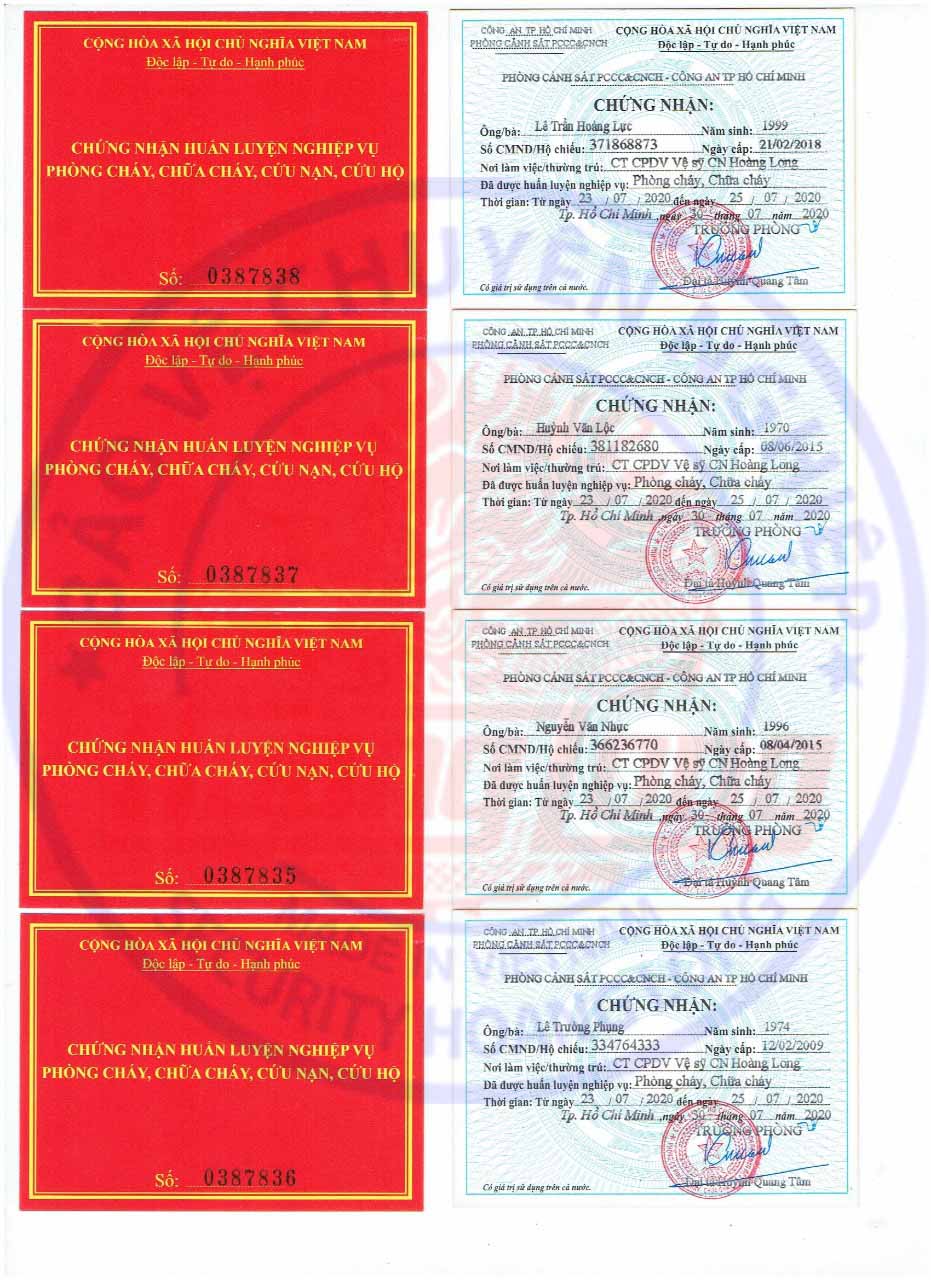 CỘNG HÒA XÃ HỘI CHỦ NGHĨA VIỆT NAM
Độc lập - Tự do - Hạnh phúc
CHỨNG NHẬN HUẤN LUYỆN NGHIỆP VỤ
PHÒNG CHÁY, CHỮA CHÁY, CỨU NẠN, CỨU HỘ
Số: 0387838
CÔNG AN TP HỒ CHÍ MINH CỘNG HÒA XÃ HỘI CHỦ NGHĨA VIỆT NAM
PHÒNG CẢNH SÁT PCCC&CNCH Độc lập - Tự do - Hạnh phúc
PHÒNG CẢNH SÁT PCCC&CNCH - CÔNG AN TP HỒ CHÍ MINH
CHỨNG NHẬN:
Ông/bà: Lê Trần Hoàng Lực Năm sinh: 1999
Số CMND/Hộ chiếu: 371868873 Ngày cấp: 21/02/2018
Nơi làm việc/thường trú: CT CPDV Vệ sỹ CN Hoàng Long
Đã được huấn luyện nghiệp vụ: Phòng cháy, Chữa cháy
Thời gian: Từ ngày 23 / 07 / 2020 đến ngày 25 / 07 / 2020
Tp. Hồ Chí Minh, ngày 30 tháng 07 năm 2020
TRƯỞNG PHÒNG
Đại tá Huỳnh Quang Tâm
Có giá trị sử dụng trên cả nước.
CỘNG HÒA XÃ HỘI CHỦ NGHĨA VIỆT NAM
Độc lập - Tự do - Hạnh phúc
CHỨNG NHẬN HUẤN LUYỆN NGHIỆP VỤ
PHÒNG CHÁY, CHỮA CHÁY, CỨU NẠN, CỨU HỘ
Số: 0387837
CÔNG AN TP HỒ CHÍ MINH CỘNG HÒA XÃ HỘI CHỦ NGHĨA VIỆT NAM
PHÒNG CẢNH SÁT PCCC&CNCH Độc lập - Tự do - Hạnh phúc
PHÒNG CẢNH SÁT PCCC&CNCH - CÔNG AN TP HỒ CHÍ MINH
CHỨNG NHẬN:
Ông/bà: Huỳnh Văn Lộc Năm sinh: 1970
Số CMND/Hộ chiếu: 381182680 Ngày cấp: 08/06/2015
Nơi làm việc/thường trú: CT CPDV Vệ sỹ CN Hoàng Long
Đã được huấn luyện nghiệp vụ: Phòng cháy, Chữa cháy
Thời gian: Từ ngày 23 / 07 / 2020 đến ngày 25 / 07 / 2020
Tp. Hồ Chí Minh, ngày 30 tháng 07 năm 2020
TRƯỞNG PHÒNG
Đại tá Huỳnh Quang Tâm
Có giá trị sử dụng trên cả nước.
CỘNG HÒA XÃ HỘI CHỦ NGHĨA VIỆT NAM
Độc lập - Tự do - Hạnh phúc
CHỨNG NHẬN HUẤN LUYỆN NGHIỆP VỤ
PHÒNG CHÁY, CHỮA CHÁY, CỨU NẠN, CỨU HỘ
Số: 0387835
CÔNG AN TP HỒ CHÍ MINH CỘNG HÒA XÃ HỘI CHỦ NGHĨA VIỆT NAM
PHÒNG CẢNH SÁT PCCC&CNCH Độc lập - Tự do - Hạnh phúc
PHÒNG CẢNH SÁT PCCC&CNCH - CÔNG AN TP HỒ CHÍ MINH
CHỨNG NHẬN:
Ông/bà: Nguyễn Văn Nhực Năm sinh: 1996
Số CMND/Hộ chiếu: 366236770 Ngày cấp: 08/04/2015
Nơi làm việc/thường trú: CT CPDV Vệ sỹ CN Hoàng Long
Đã được huấn luyện nghiệp vụ: Phòng cháy, Chữa cháy
Thời gian: Từ ngày 23 / 07 / 2020 đến ngày 25 / 07 / 2020
Tp. Hồ Chí Minh, ngày 30 tháng 07 năm 2020
TRƯỞNG PHÒNG
Đại tá Huỳnh Quang Tâm
Có giá trị sử dụng trên cả nước.
CỘNG HÒA XÃ HỘI CHỦ NGHĨA VIỆT NAM
Độc lập - Tự do - Hạnh phúc
CHỨNG NHẬN HUẤN LUYỆN NGHIỆP VỤ
PHÒNG CHÁY, CHỮA CHÁY, CỨU NẠN, CỨU HỘ
Số: 0387836
CÔNG AN TP HỒ CHÍ MINH CỘNG HÒA XÃ HỘI CHỦ NGHĨA VIỆT NAM
PHÒNG CẢNH SÁT PCCC&CNCH Độc lập - Tự do - Hạnh phúc
PHÒNG CẢNH SÁT PCCC&CNCH - CÔNG AN TP HỒ CHÍ MINH
CHỨNG NHẬN:
Ông/bà: Lê Trường Phụng Năm sinh: 1974
Số CMND/Hộ chiếu: 334764333 Ngày cấp: 12/02/2009
Nơi làm việc/thường trú: CT CPDV Vệ sỹ CN Hoàng Long
Đã được huấn luyện nghiệp vụ: Phòng cháy, Chữa cháy
Thời gian: Từ ngày 23 / 07 / 2020 đến ngày 25 / 07 / 2020
Tp. Hồ Chí Minh, ngày 30 tháng 07 năm 2020
TRƯỞNG PHÒNG
Đại tá Huỳnh Quang Tâm
Có giá trị sử dụng trên cả nước.